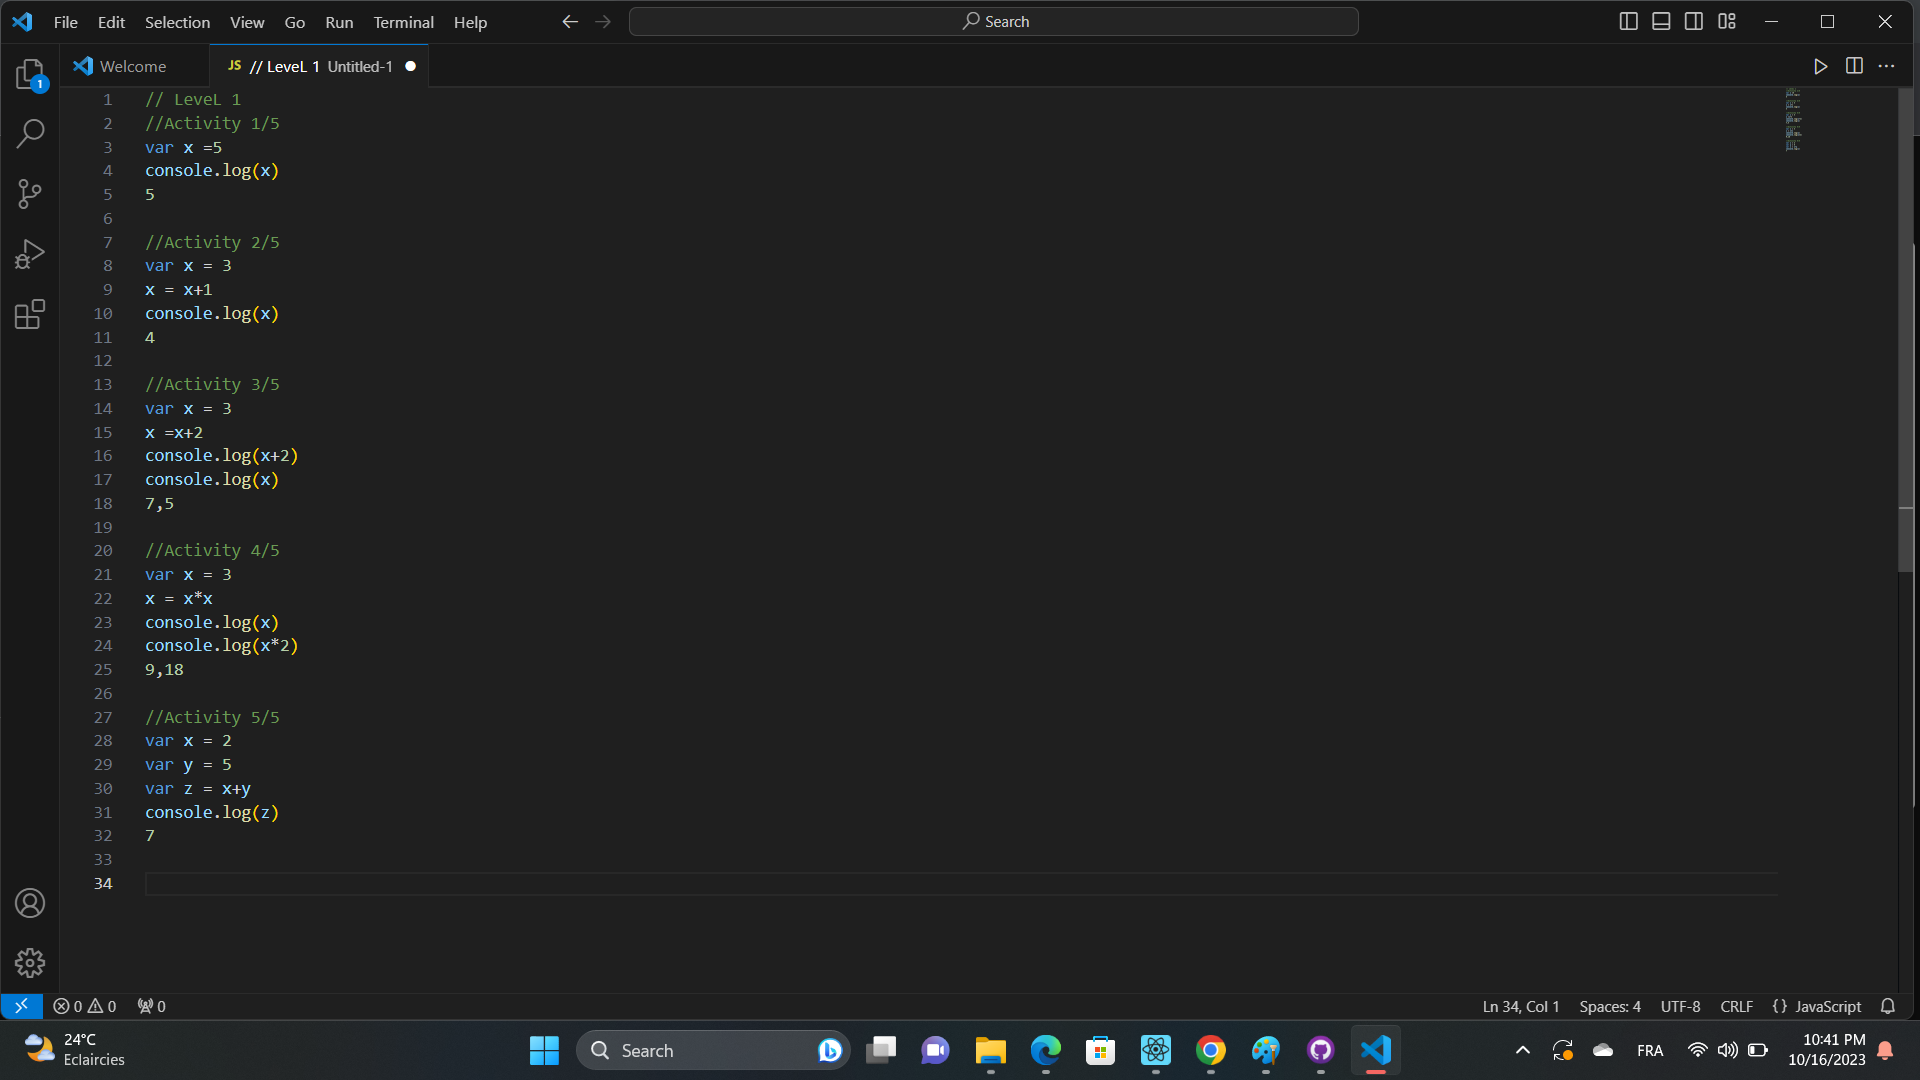 File Edit Selection View Go Run Terminal Help Search
Welcome JS // LeveL 1 Untitled-1
1
1 // LeveL 1
2 //Activity 1/5
3 var x =5
4 console.log(x)
5 5
6
7 //Activity 2/5
8 var x = 3
9 x = x+1
10 console.log(x)
11 4
12
13 //Activity 3/5
14 var x = 3
15 x =x+2
16 console.log(x+2)
17 console.log(x)
18 7,5
19
20 //Activity 4/5
21 var x = 3
22 x = x*x
23 console.log(x)
24 console.log(x*2)
25 9,18
26
27 //Activity 5/5
28 var x = 2
29 var y = 5
30 var z = x+y
31 console.log(z)
32 7
33
34
0 0 0 Ln 34, Col 1 Spaces: 4 UTF-8 CRLF {} JavaScript
24°C
Eclaircies
Search
FRA
10:41 PM
10/16/2023